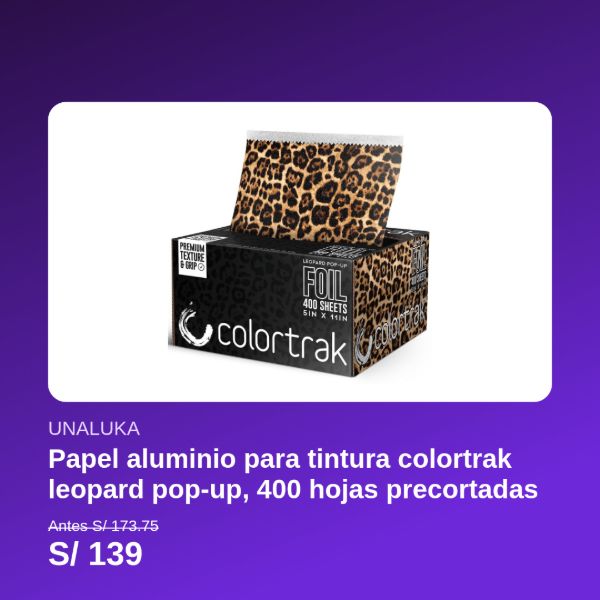 PREMIUM
TEXTURE
& GRIP
LEOPARD POP-UP
FOIL
400 SHEETS
5IN X 11IN
colortrak
UNALUKA
Papel aluminio para tintura colortrak
leopard pop-up, 400 hojas precortadas
Antes S/ 173.75
S/ 139